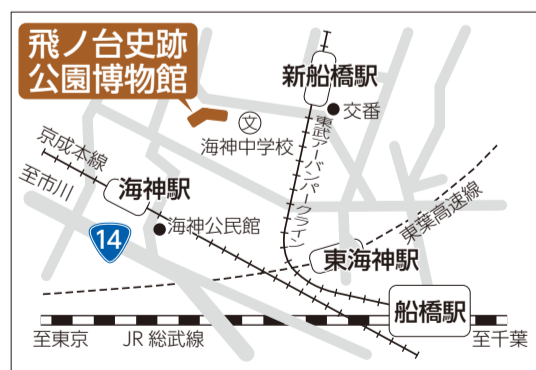 飛ノ台史跡
公園博物館
新船橋駅
交番
文
海神中学校
東武アーバンパークライン
京成本線
至市川
海神駅
海神公民館
14
東葉高速線
東海神駅
船橋駅
至東京
JR 総武線
至千葉